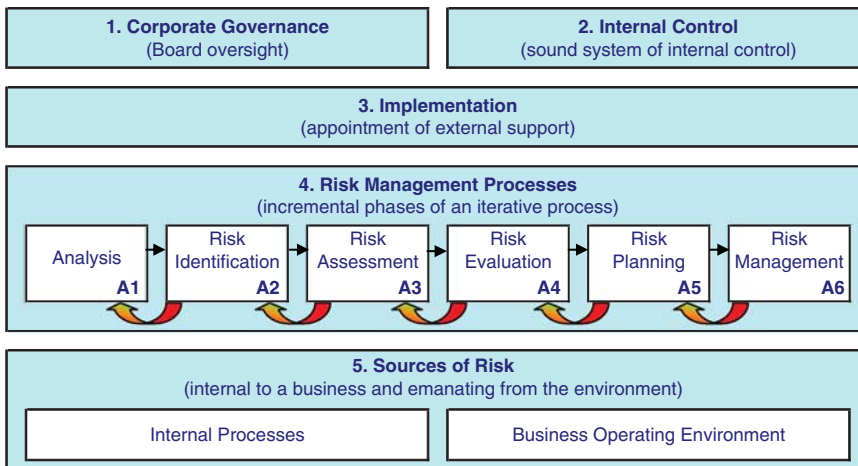 1. Corporate Governance
(Board oversight)
2. Internal Control
(sound system of internal control)
3. Implementation
(appointment of external support)
4. Risk Management Processes
(incremental phases of an iterative process)
Analysis
A1
Risk
Identification
A2
Risk
Assessment
A3
Risk
Evaluation
A4
Risk
Planning
A5
Risk
Management
A6
5. Sources of Risk
(internal to a business and emanating from the environment)
Internal Processes
Business Operating Environment